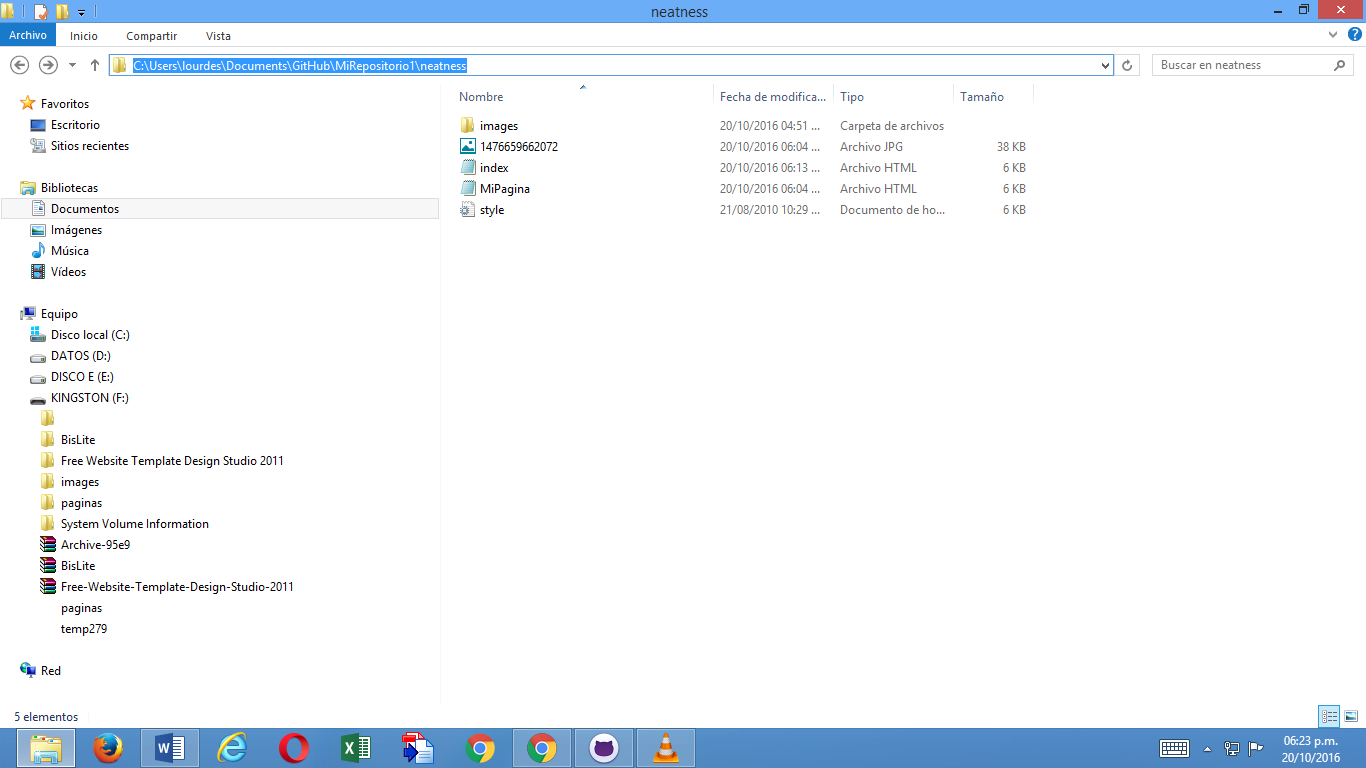 neatness
Archivo Inicio Compartir Vista
C:\Users\lourdes\Documents\GitHub\MiRepositorio1\neatness
Buscar en neatness
Favoritos
Escritorio
Sitios recientes
Bibliotecas
Documentos
Imágenes
Música
Vídeos
Equipo
Disco local (C:)
DATOS (D:)
DISCO E (E:)
KINGSTON (F:)
BisLite
Free Website Template Design Studio 2011
images
paginas
System Volume Information
Archive-95e9
BisLite
Free-Website-Template-Design-Studio-2011
paginas
temp279
Red
Nombre Fecha de modifica... Tipo Tamaño
images 20/10/2016 04:51 ... Carpeta de archivos
1476659662072 20/10/2016 06:04 ... Archivo JPG 38 KB
index 20/10/2016 06:13 ... Archivo HTML 6 KB
MiPagina 20/10/2016 06:04 ... Archivo HTML 6 KB
style 21/08/2010 10:29 ... Documento de ho... 6 KB
5 elementos
06:23 p.m.
20/10/2016